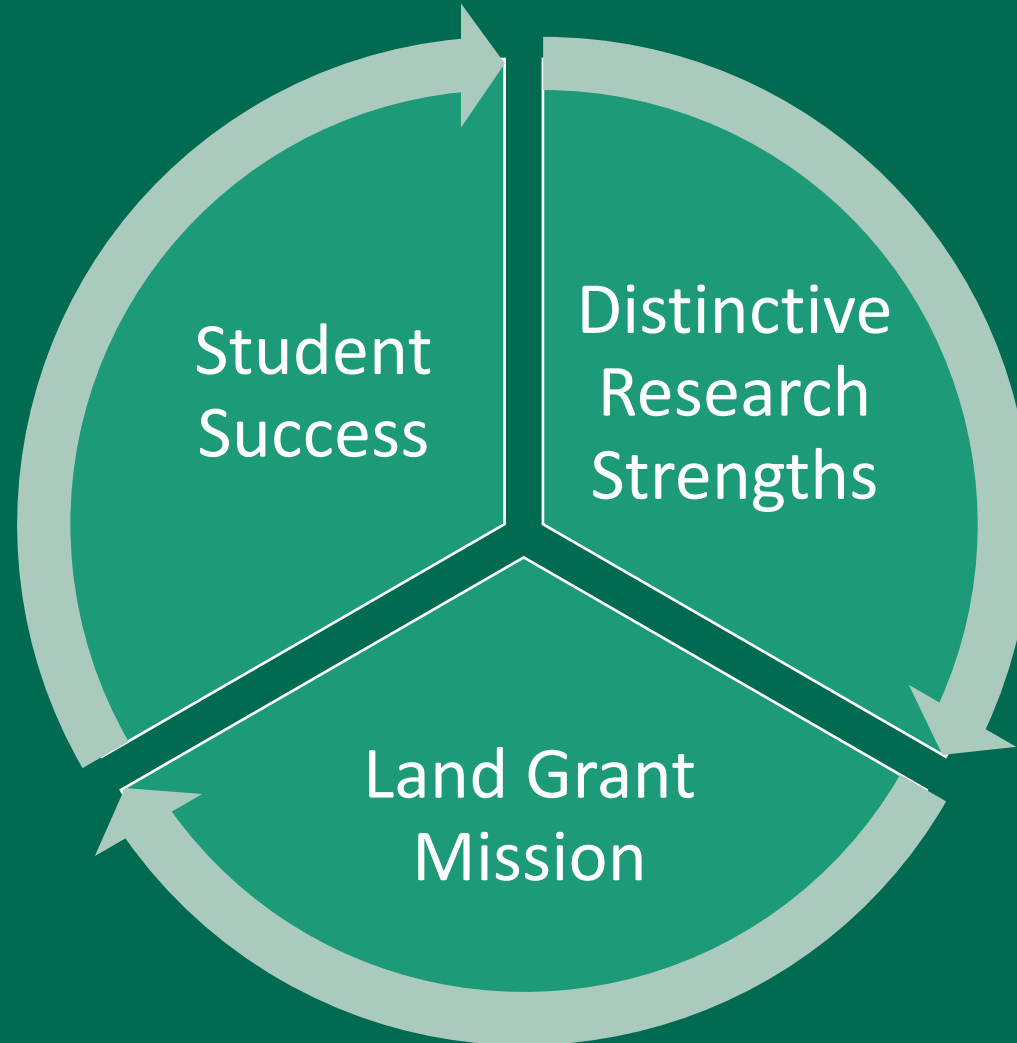 Student
Success
Distinctive
Research
Strengths
Land Grant
Mission